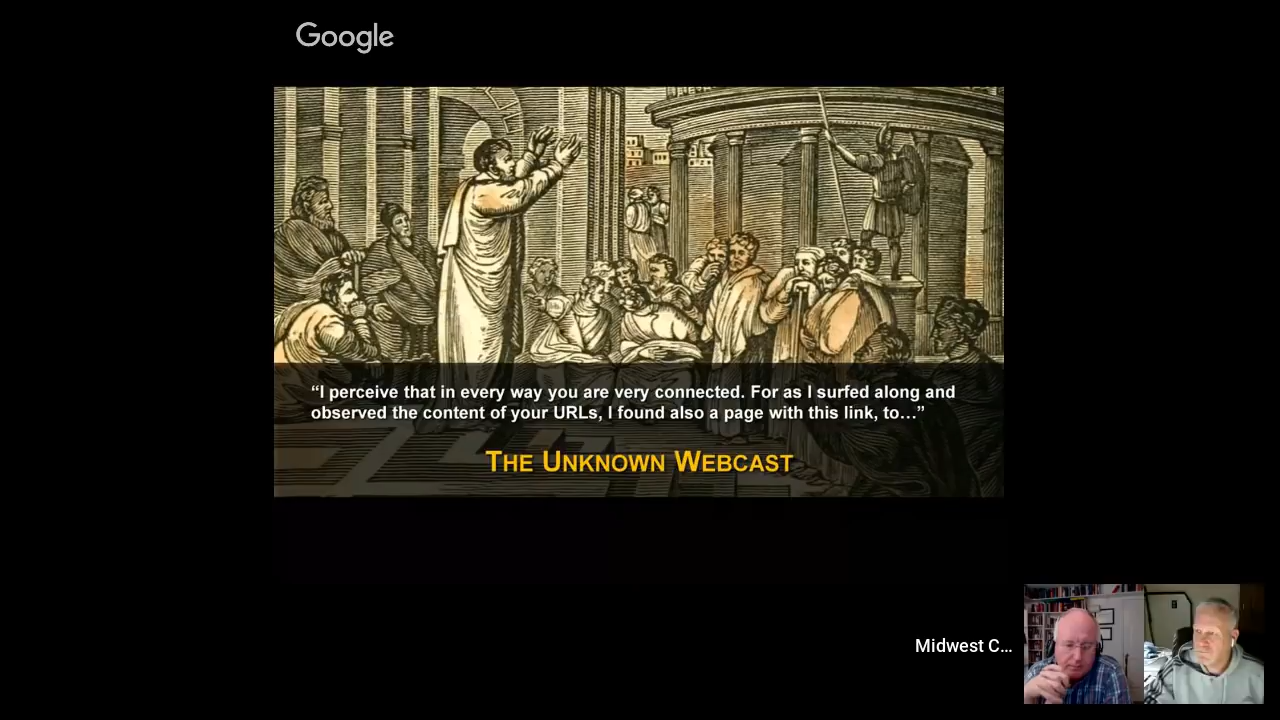 Google
“I perceive that in every way you are very connected. For as I surfed along and
observed the content of your URLs, I found also a page with this link, to…”
THE UNKNOWN WEBCAST
Midwest C...